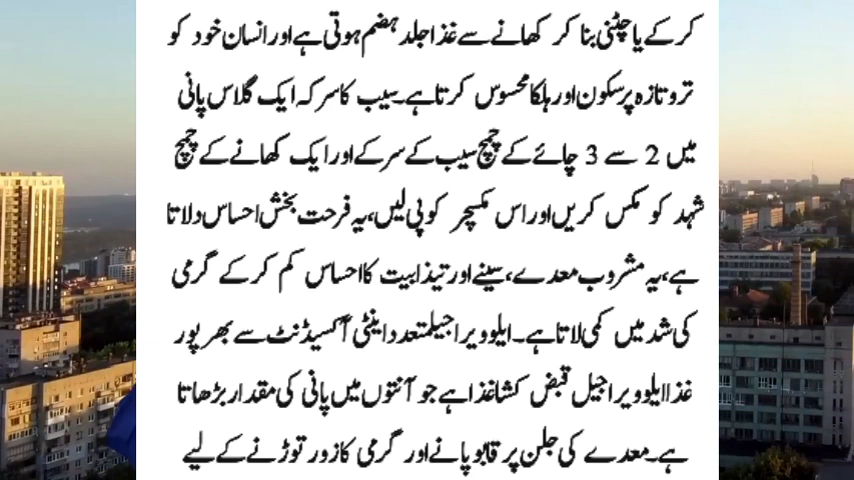 کر کے یا چٹنی بنا کر کھانے سے غذا جلد ہضم ہوتی ہے اور انسان خود کو
تروتازہ پرسکون اور ہلکا محسوس کرتا ہے۔ سیب کا سرکہ ایک گلاس پانی
میں 2 سے 3 چائے کے چمچ سیب کے سرکے اور ایک کھانے کے چمچ
شہد کو مکس کریں اور اس مکسچر کو پی لیں، یہ فرحت بخش احساس دلاتا
ہے، یہ مشروب معدے، سینے اور تیذابیت کا احساس کم کر کے گرمی
کی شد میں کمی لاتا ہے۔ ایلوویرا جیلمتعدد اینٹی آکسیڈنٹ سے بھر پور
غذا ایلوویرا جیل قبض کشا غذا ہے جو آنتوں میں پانی کی مقدار بڑھاتا
ہے۔ معدے کی جلن پر قابو پانے اور گرمی کا زور توڑنے کے لیے